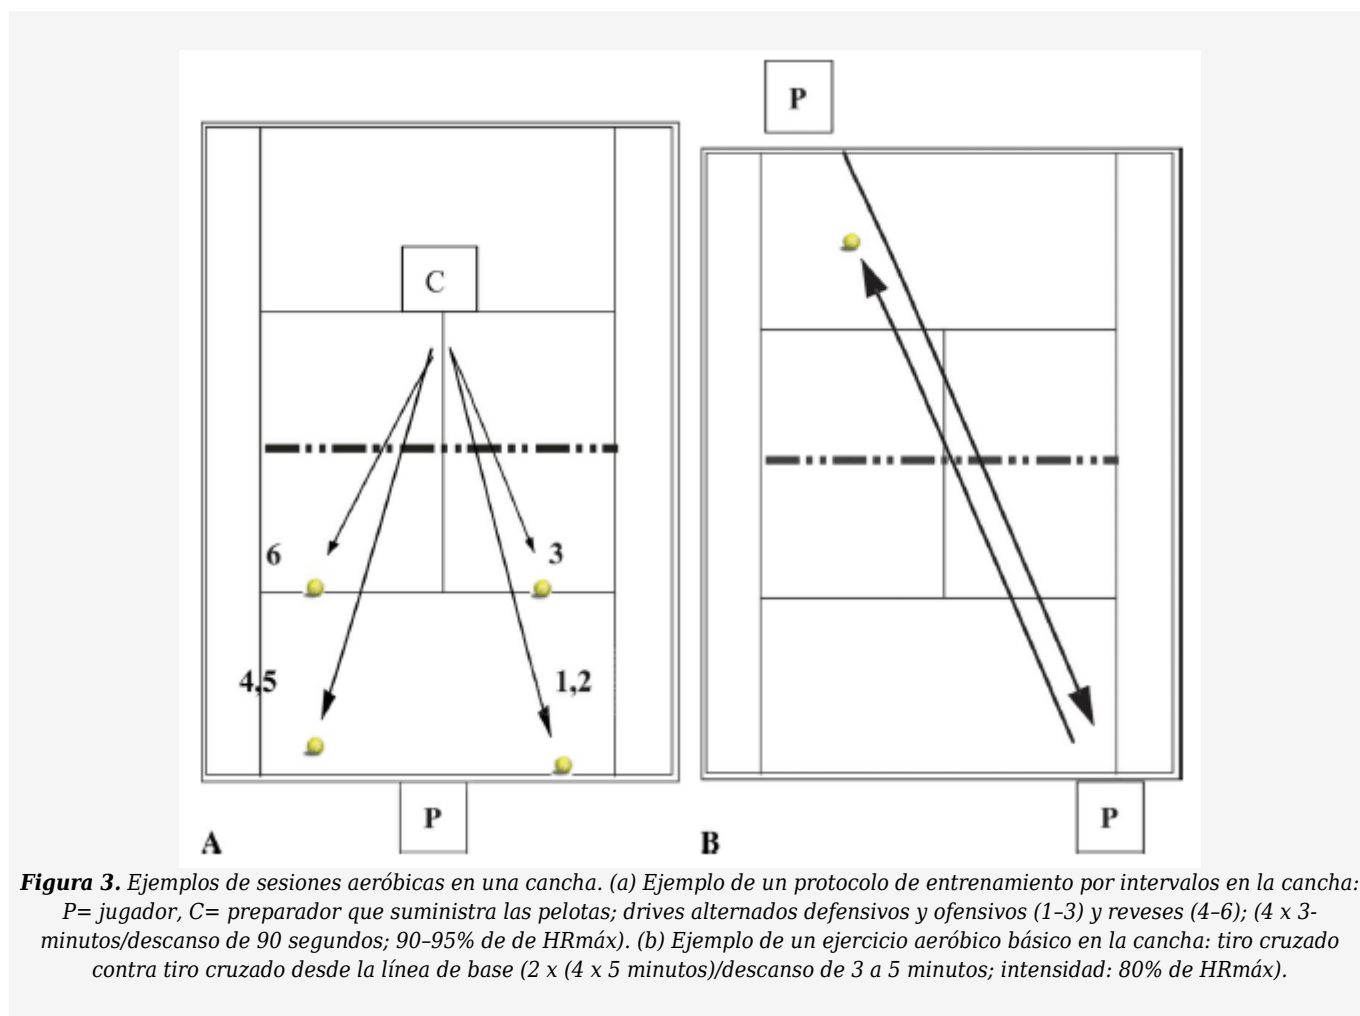 P
C
6
3
4,5
1,2
P
A
P
B
Figura 3. Ejemplos de sesiones aeróbicas en una cancha. (a) Ejemplo de un protocolo de entrenamiento por intervalos en la cancha:
P= jugador, C= preparador que suministra las pelotas; drives alternados defensivos y ofensivos (1–3) y reveses (4–6); (4 x 3-
minutos/descanso de 90 segundos; 90–95% de de HRmáx). (b) Ejemplo de un ejercicio aeróbico básico en la cancha: tiro cruzado
contra tiro cruzado desde la línea de base (2 x (4 x 5 minutos)/descanso de 3 a 5 minutos; intensidad: 80% de HRmáx).